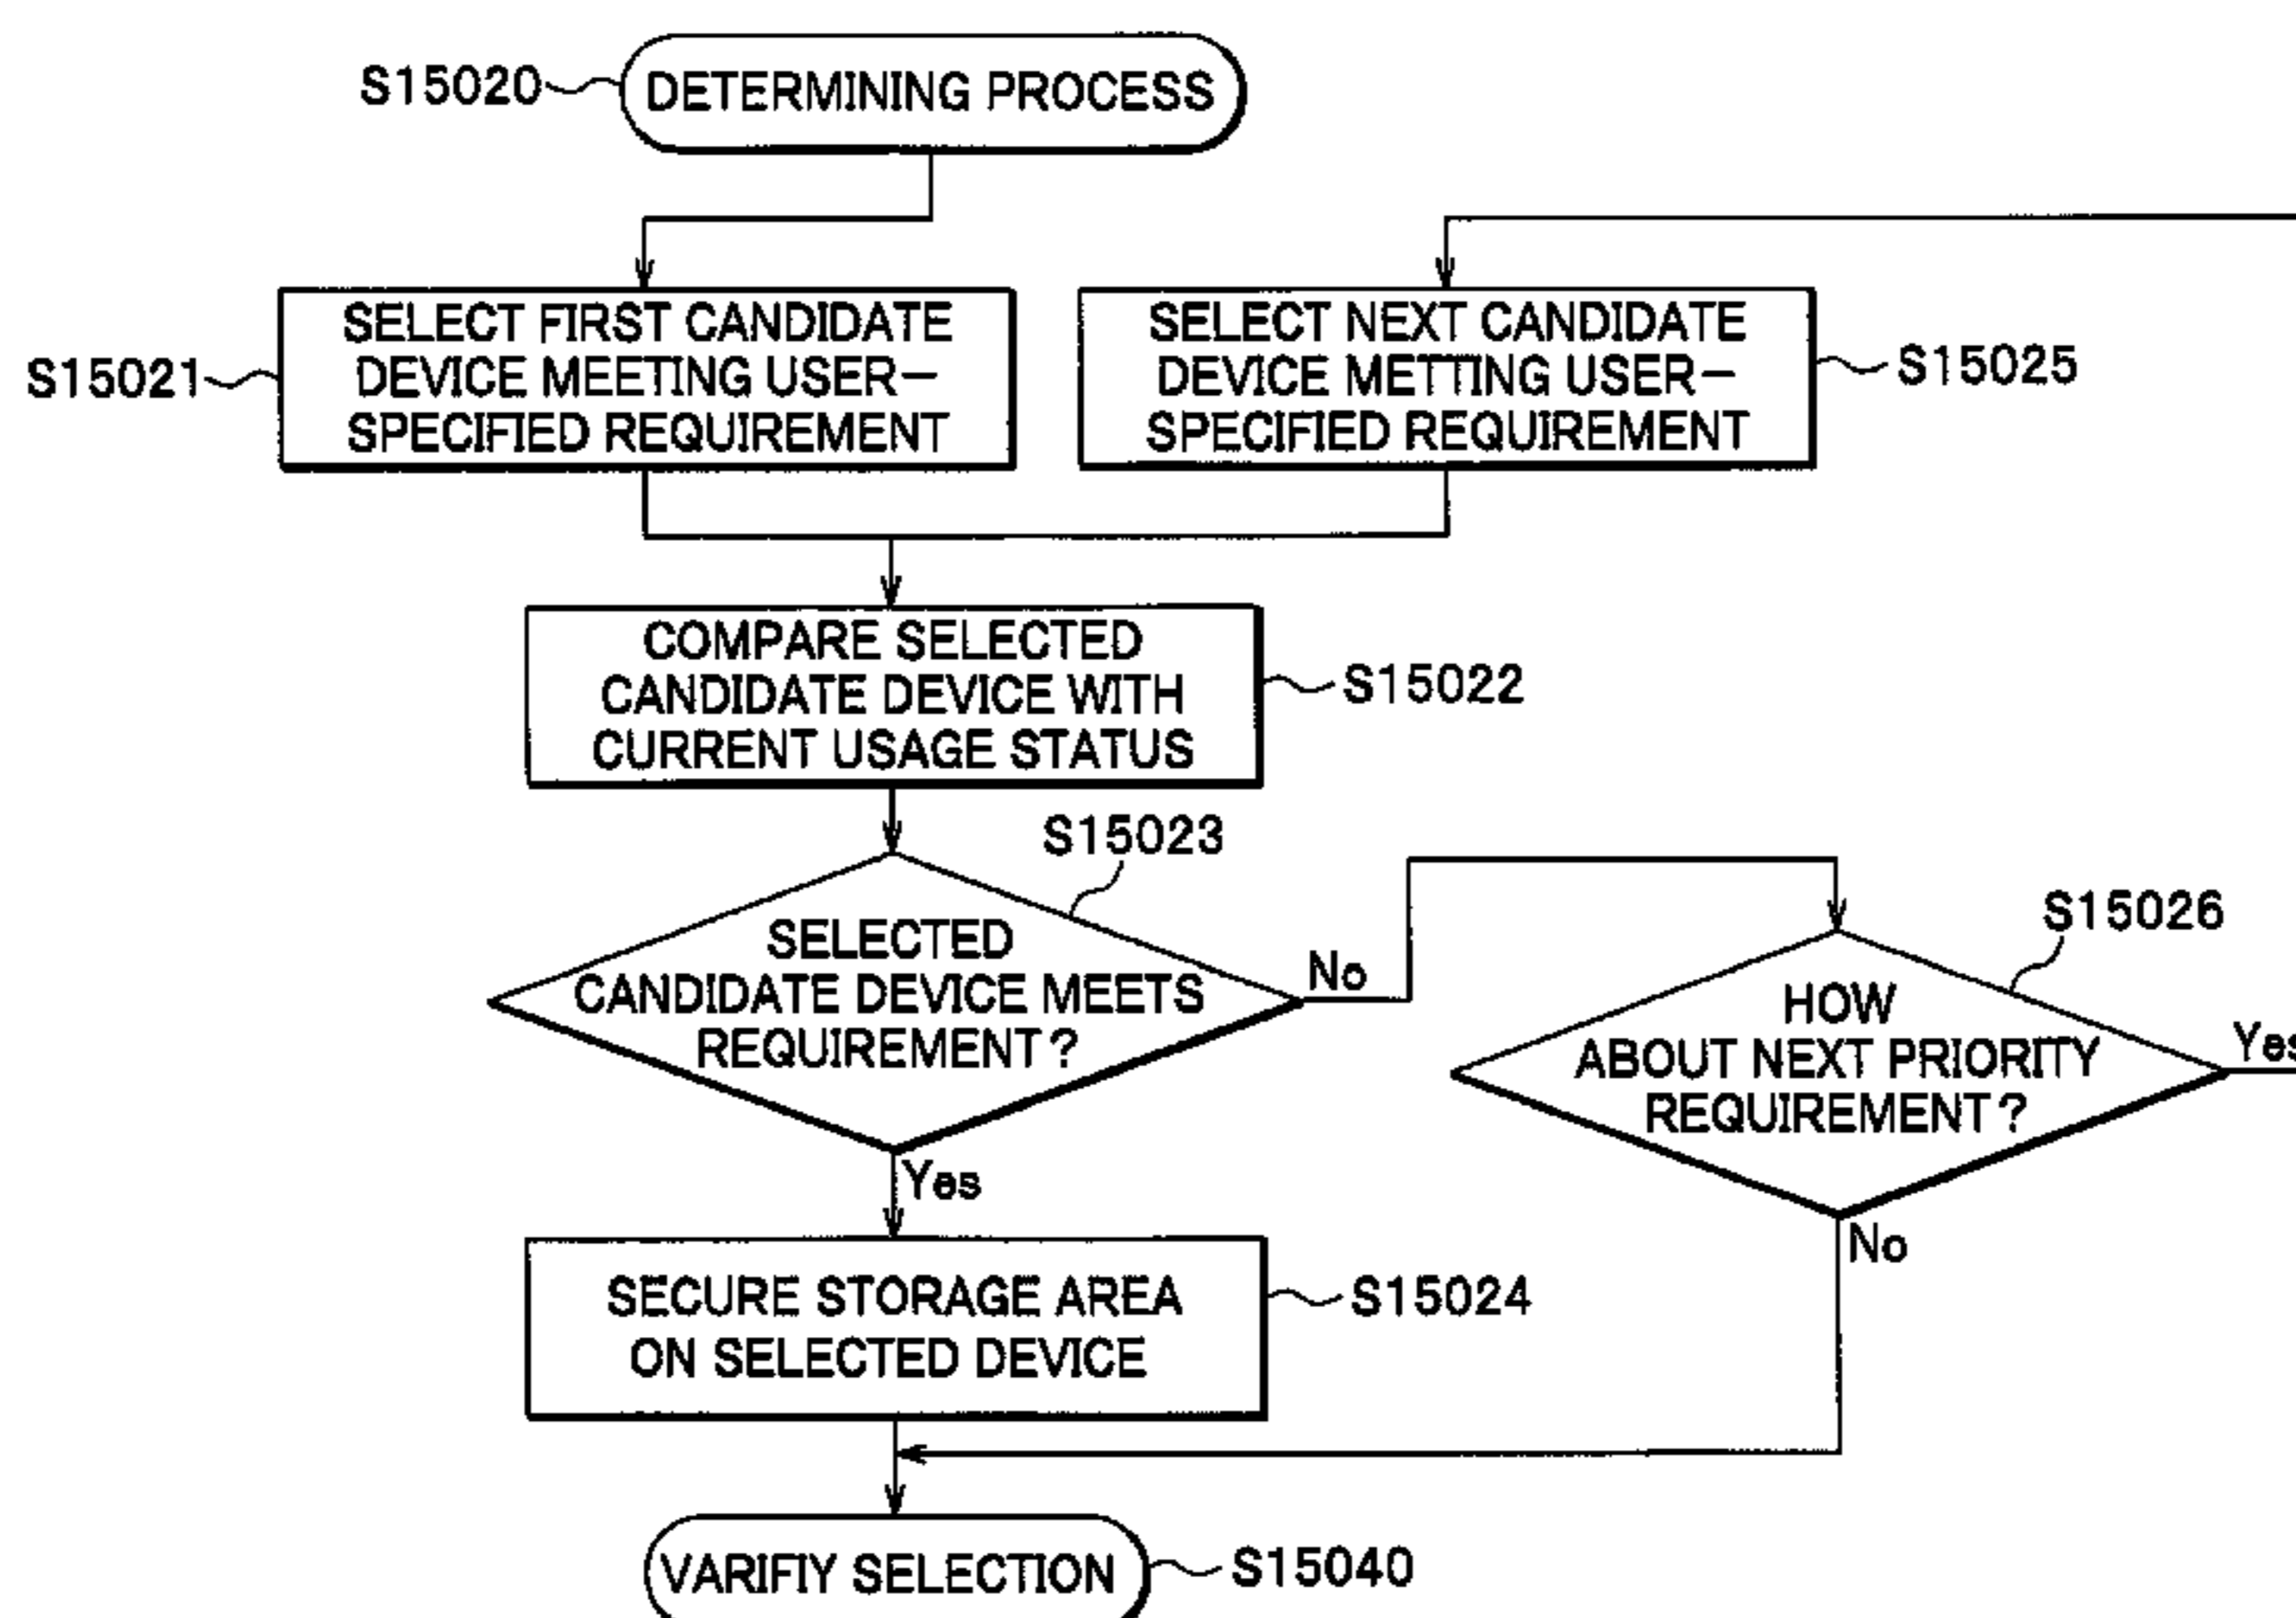 S15020
DETERMINING PROCESS
SELECT FIRST CANDIDATE
DEVICE MEETING USER-
SPECIFIED REQUIREMENT
S15021
SELECT NEXT CANDIDATE
DEVICE METTING USER-
SPECIFIED REQUIREMENT
S15025
COMPARE SELECTED
CANDIDATE DEVICE WITH
CURRENT USAGE STATUS
S15022
S15023
SELECTED
CANDIDATE DEVICE MEETS
REQUIREMENT?
No
Yes
S15026
HOW
ABOUT NEXT PRIORITY
REQUIREMENT?
Yes
No
SECURE STORAGE AREA
ON SELECTED DEVICE
S15024
VARIFIY SELECTION
S15040